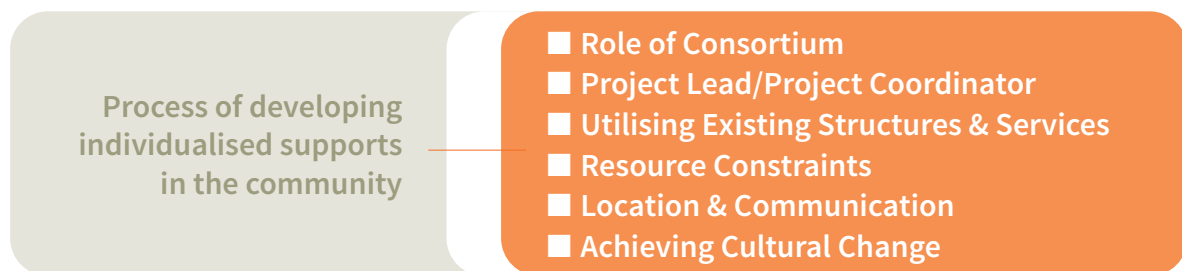 Process of developing
individualised supports
in the community
■ Role of Consortium
■ Project Lead/Project Coordinator
■ Utilising Existing Structures & Services
■ Resource Constraints
■ Location & Communication
■ Achieving Cultural Change